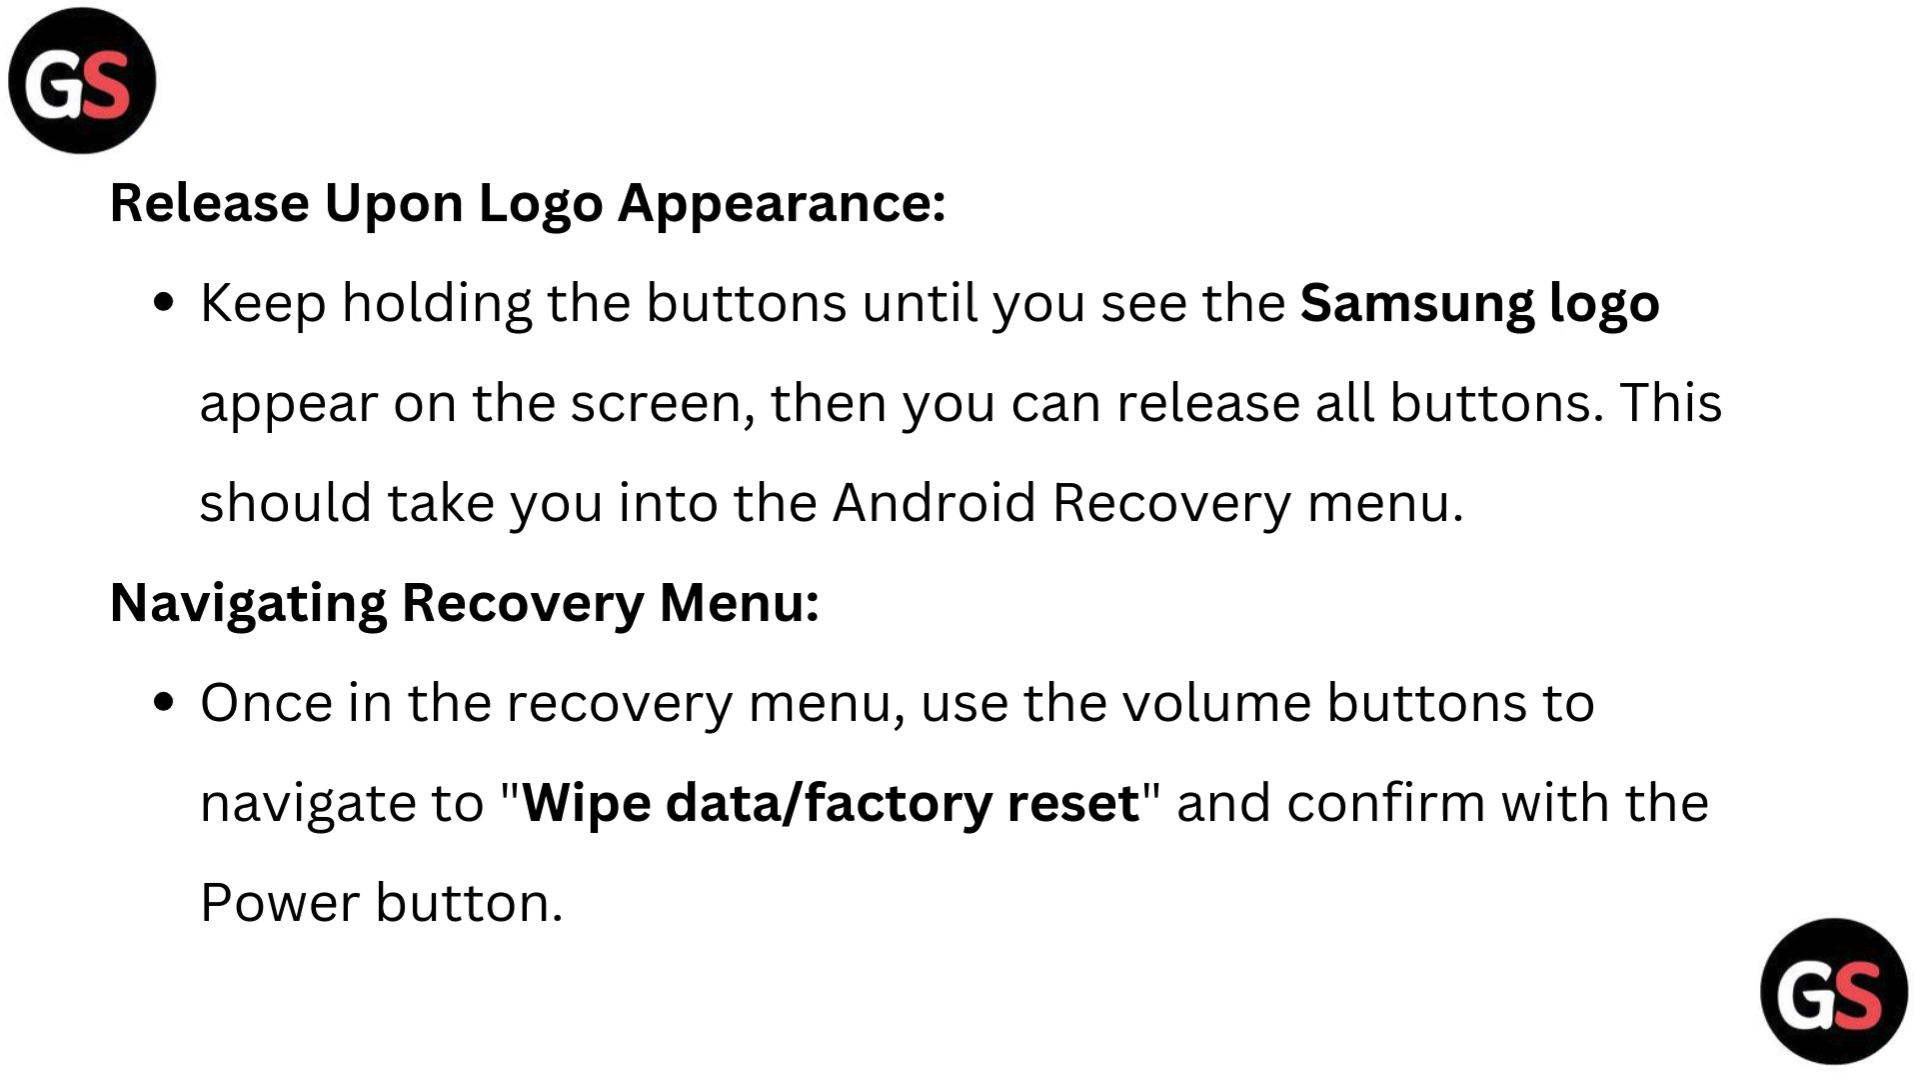 GS
Release Upon Logo Appearance:
• Keep holding the buttons until you see the Samsung logo
appear on the screen, then you can release all buttons. This
should take you into the Android Recovery menu.
Navigating Recovery Menu:
• Once in the recovery menu, use the volume buttons to
navigate to "Wipe data/factory reset" and confirm with the
Power button.
GS